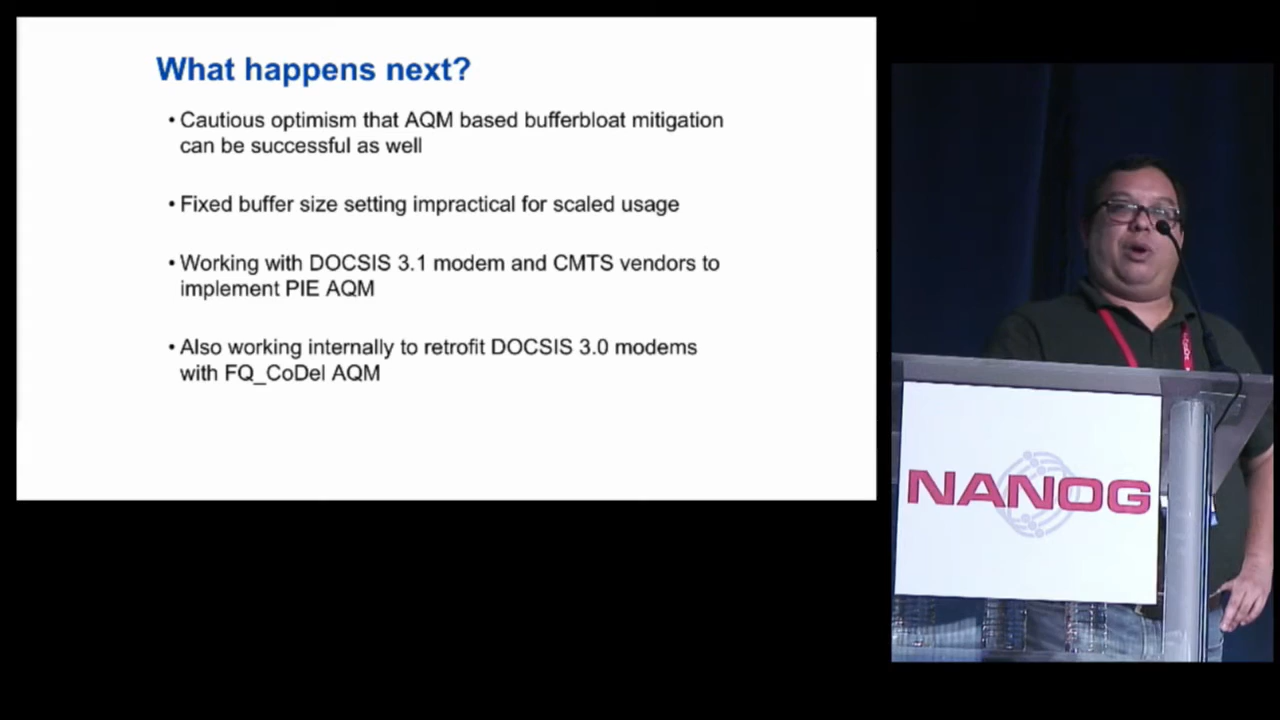 What happens next?
• Cautious optimism that AQM based bufferbloat mitigation
can be successful as well
• Fixed buffer size setting impractical for scaled usage
• Working with DOCSIS 3.1 modem and CMTS vendors to
implement PIE AQM
• Also working internally to retrofit DOCSIS 3.0 modems
with FQ_CoDel AQM
NANOG